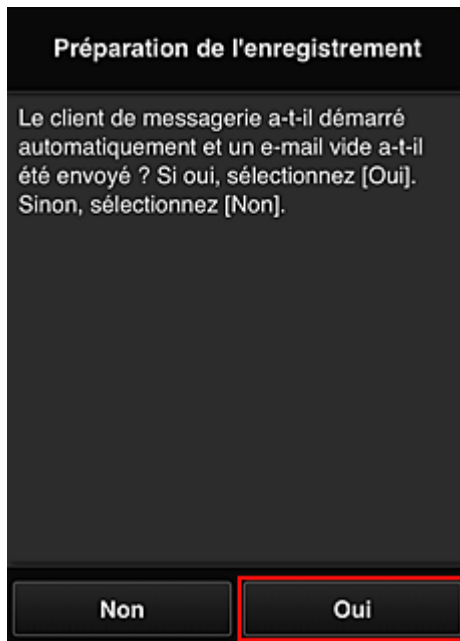 Préparation de l'enregistrement
Le client de messagerie a-t-il démarré
automatiquement et un e-mail vide a-t-il
été envoyé ? Si oui, sélectionnez [Oui].
Sinon, sélectionnez [Non].
Non
Oui